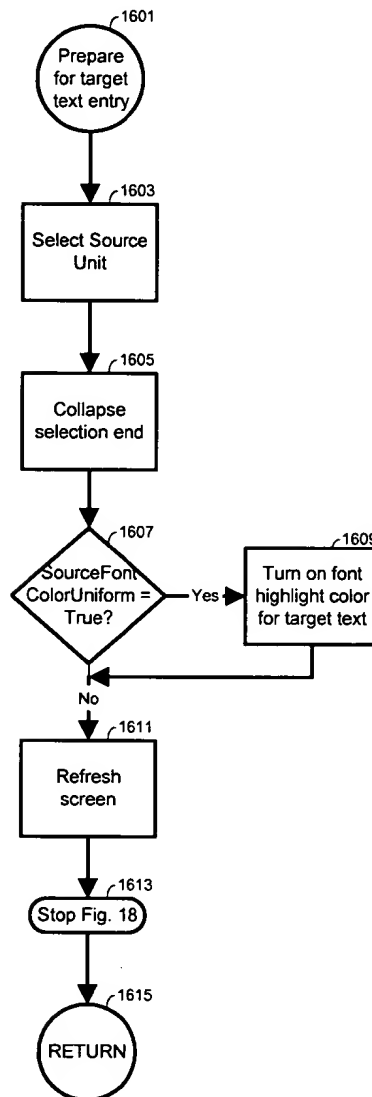 1601
Prepare
for target
text entry
1603
Select Source
Unit
1605
Collapse
selection end
1607
SourceFont
ColorUniform =
True?
Yes
1609
Turn on font
highlight color
for target text
No
1611
Refresh
screen
1613
Stop Fig. 18
1615
RETURN